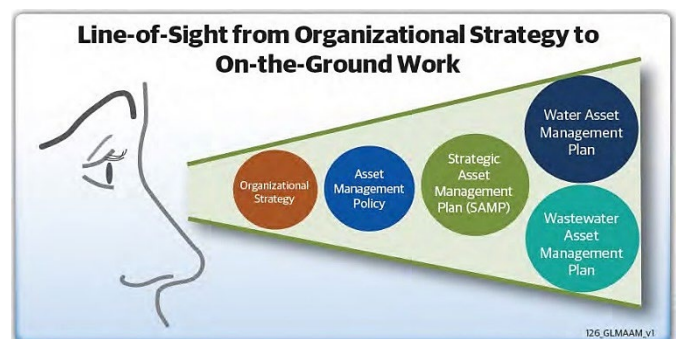 Line-of-Sight from Organizational Strategy to
On-the-Ground Work
Organizational
Strategy
Asset
Management
Policy
Strategic
Asset
Management
Plan (SAMP)
Water Asset
Management
Plan
Wastewater
Asset
Management
Plan
126_GLMAAM_v1